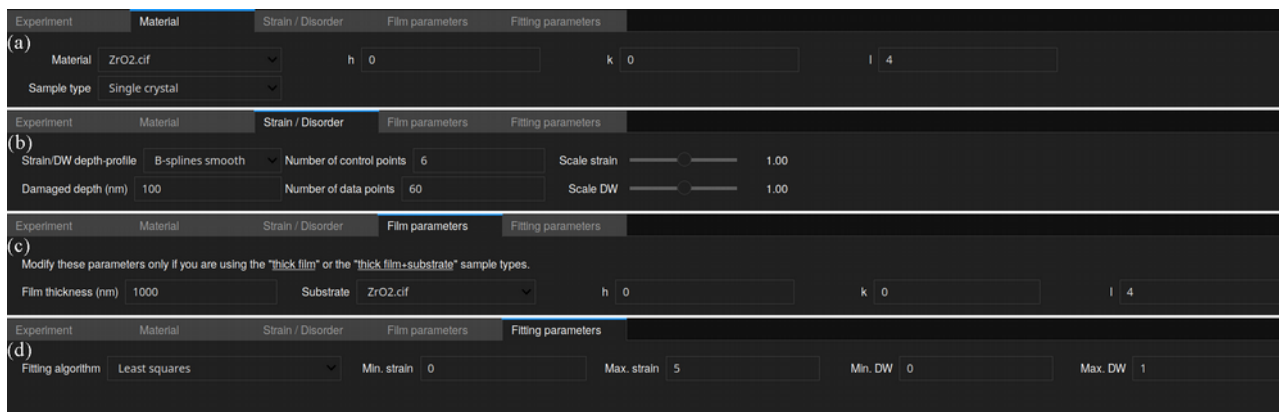 Experiment Material Strain / Disorder Film parameters Fitting parameters
(a)
Material ZrO2.cif h 0 k 0 l 4
Sample type Single crystal
Experiment Material Strain / Disorder Film parameters Fitting parameters
(b)
Strain/DW depth-profile B-splines smooth Number of control points 6 Scale strain 1.00
Damaged depth (nm) 100 Number of data points 60 Scale DW 1.00
Experiment Material Strain / Disorder Film parameters Fitting parameters
(c)
Modify these parameters only if you are using the "thick film" or the "thick film+substrate" sample types.
Film thickness (nm) 1000 Substrate ZrO2.cif h 0 k 0 l 4
Experiment Material Strain / Disorder Film parameters Fitting parameters
(d)
Fitting algorithm Least squares Min. strain 0 Max. strain 5 Min. DW 0 Max. DW 1